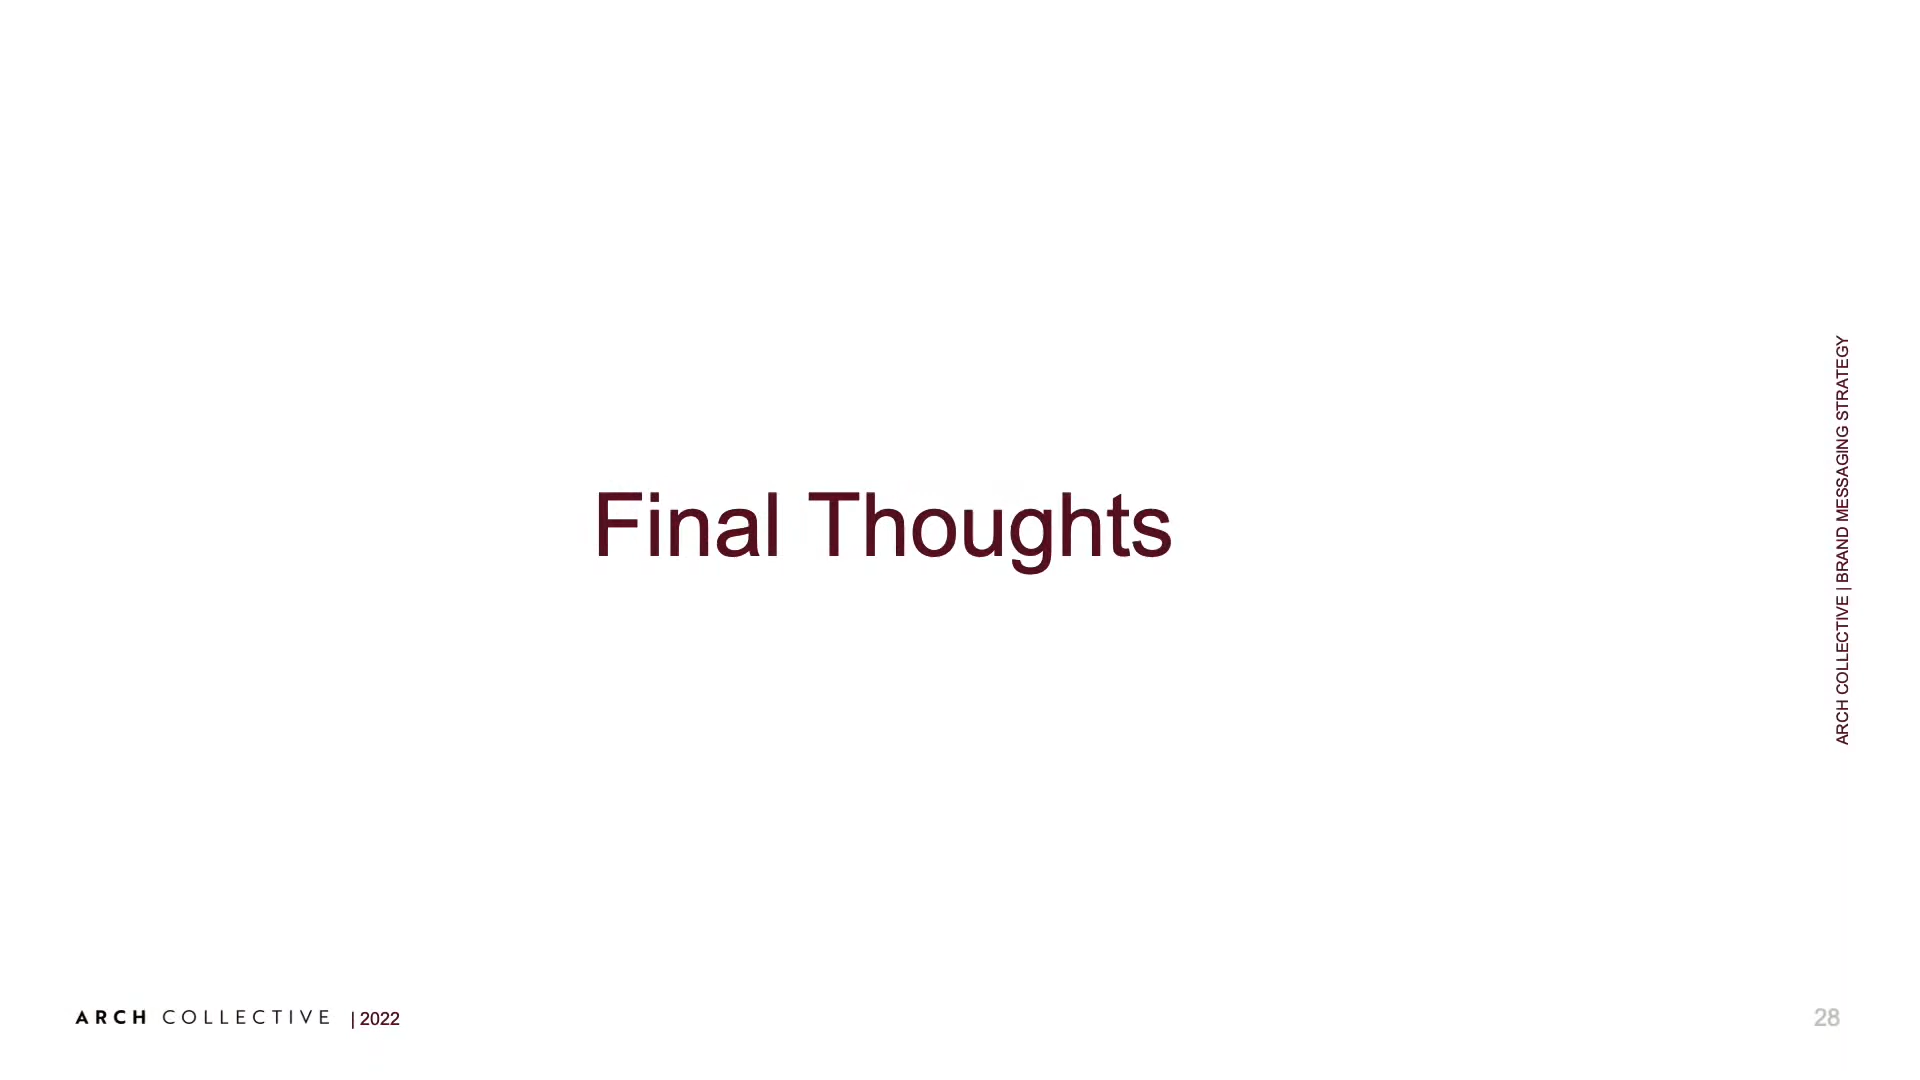 Final Thoughts
ARCH COLLECTIVE | BRAND MESSAGING STRATEGY
ARCH COLLECTIVE | 2022
28